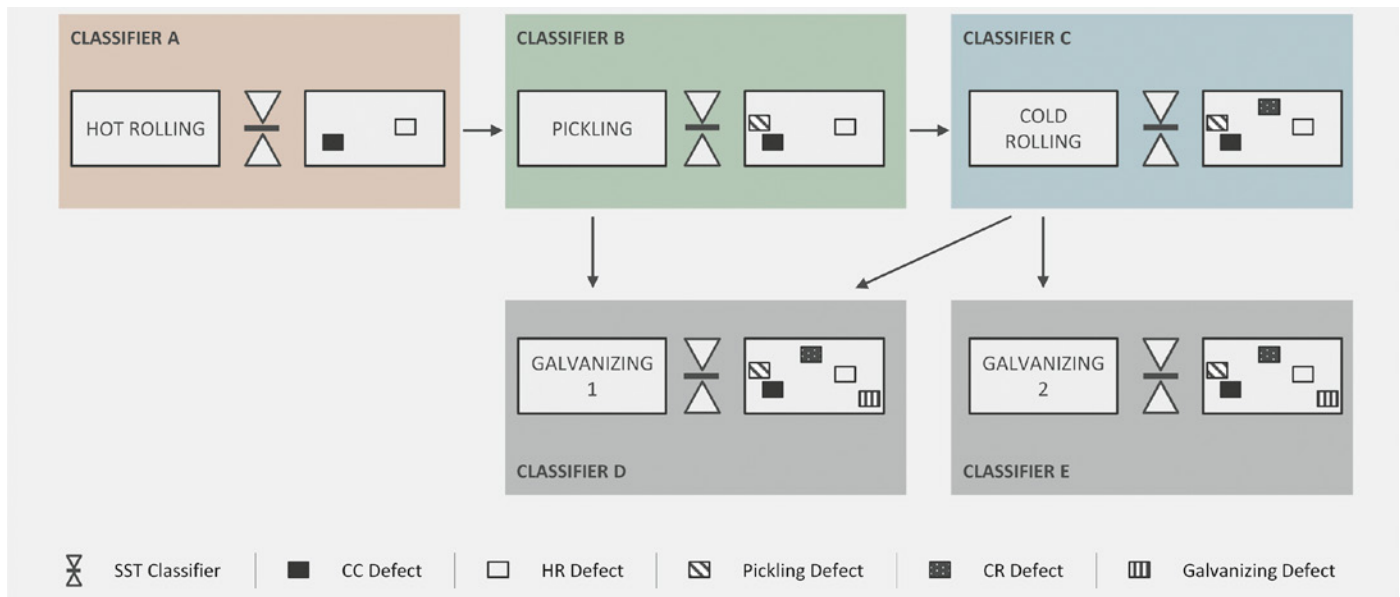 CLASSIFIER A
CLASSIFIER B
CLASSIFIER C
HOT ROLLING
PICKLING
COLD
ROLLING
GALVANIZING
1
GALVANIZING
2
CLASSIFIER D
CLASSIFIER E
SST Classifier
CC Defect
HR Defect
Pickling Defect
CR Defect
Galvanizing Defect